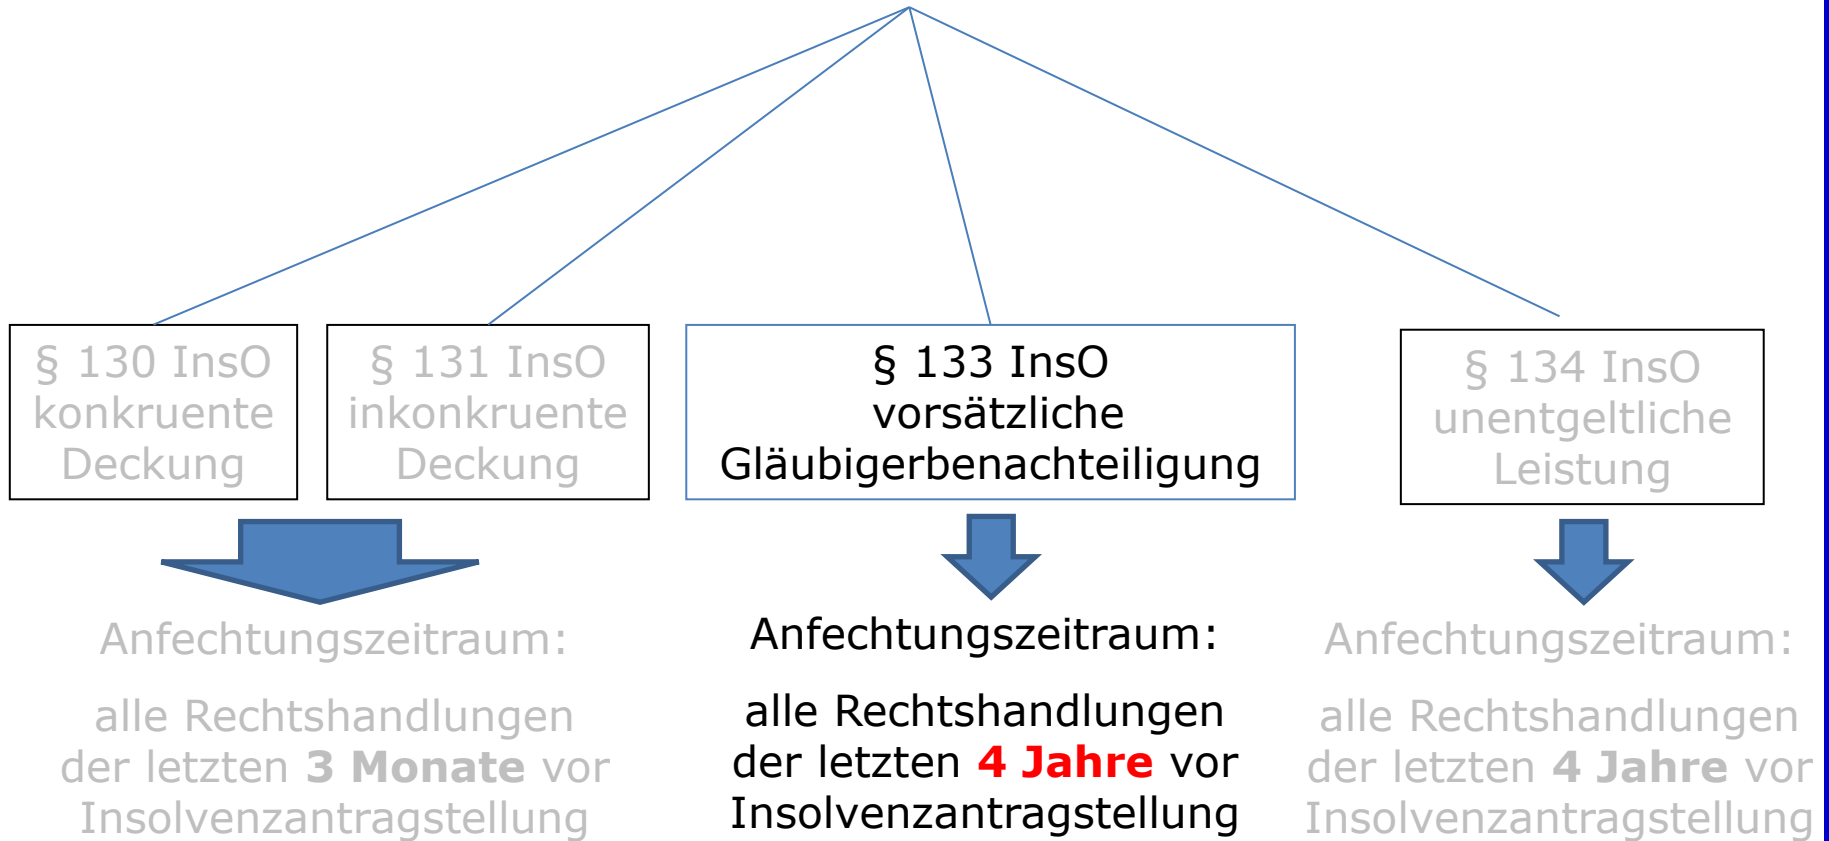 § 130 InsO
konkruente
Deckung
§ 131 InsO
inkonkruente
Deckung
§ 133 InsO
vorsätzliche
Gläubigerbenachteiligung
§ 134 InsO
unentgeltliche
Leistung
Anfechtungszeitraum:
alle Rechtshandlungen
der letzten 3 Monate vor
Insolvenzantragstellung
Anfechtungszeitraum:
alle Rechtshandlungen
der letzten 4 Jahre vor
Insolvenzantragstellung
Anfechtungszeitraum:
alle Rechtshandlungen
der letzten 4 Jahre vor
Insolvenzantragstellung